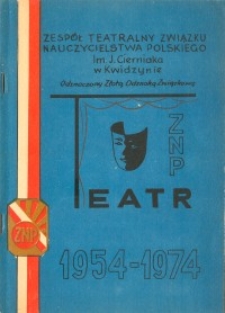 ZESPÓŁ TEATRALNY ZWIĄZKU
NAUCZYCIELSTWA POLSKIEGO
Im J. Cierniaka
w Kwidzynie
Odznaczony Złotą Odznaką Związkową
ZNP
TEATR
ZNP
1954-1974